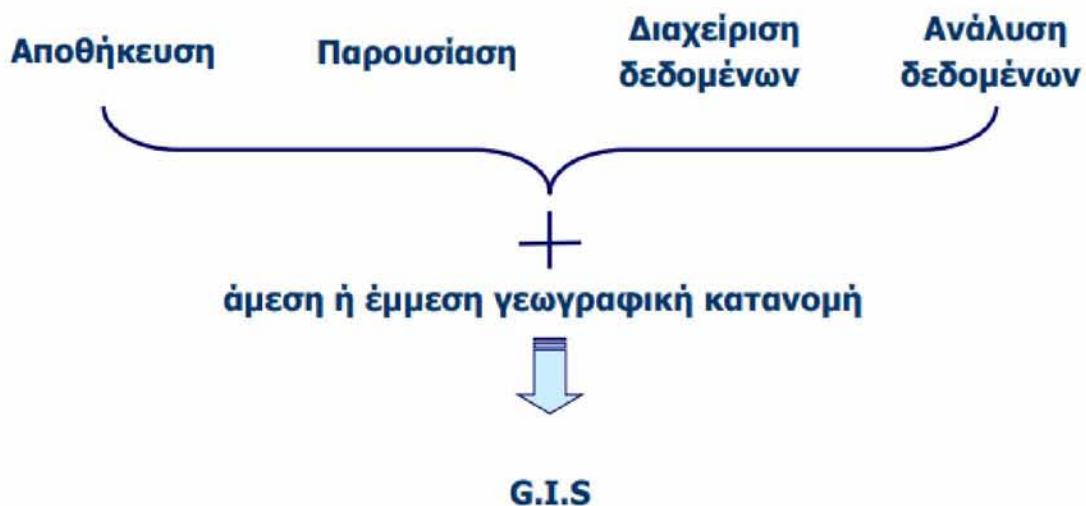 Αποθήκευση
Παρουσίαση
Διαχείριση
δεδομένων
Ανάλυση
δεδομένων
+
άμεση ή έμμεση γεωγραφική κατανομή
G.I.S